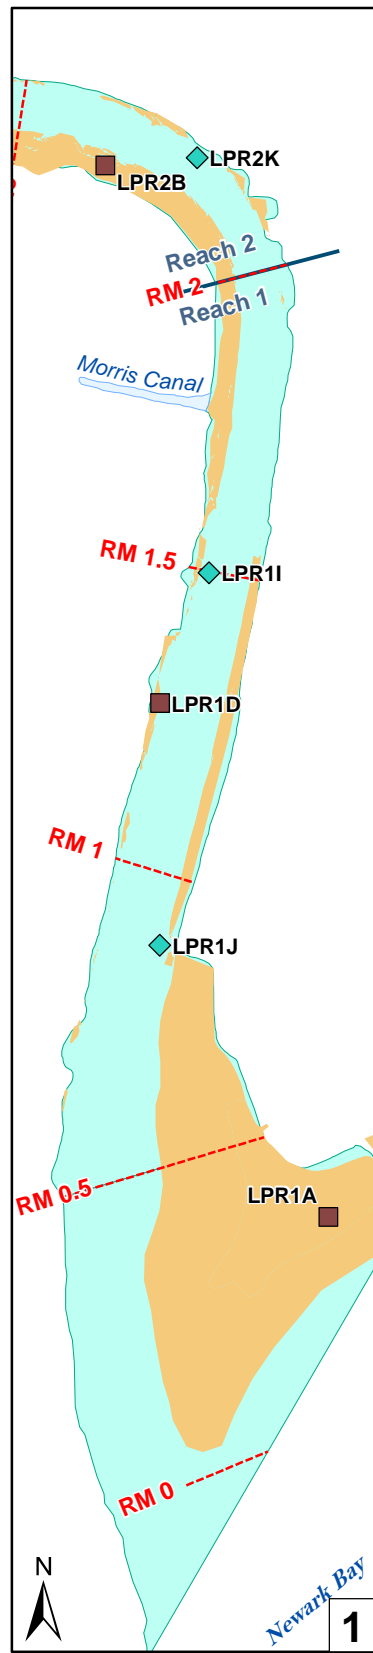 LPR2K
LPR2B
Reach 2
RM 2
Reach 1
Morris Canal
RM 1.5
LPR1I
LPR1D
RM 1
LPR1J
RM 0.5
LPR1A
RM 0
N
Newark Bay
1